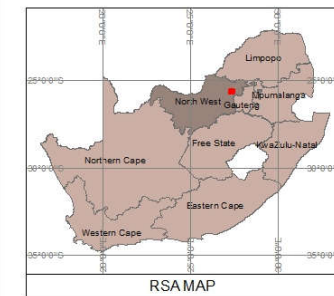 Limpopo
25°0'0"S
North West
Mpumalanga
Gauteng
Free State
KwaZulu-Natal
30°0'0"S
Northern Cape
Eastern Cape
Western Cape
35°0'0"S
RSA MAP